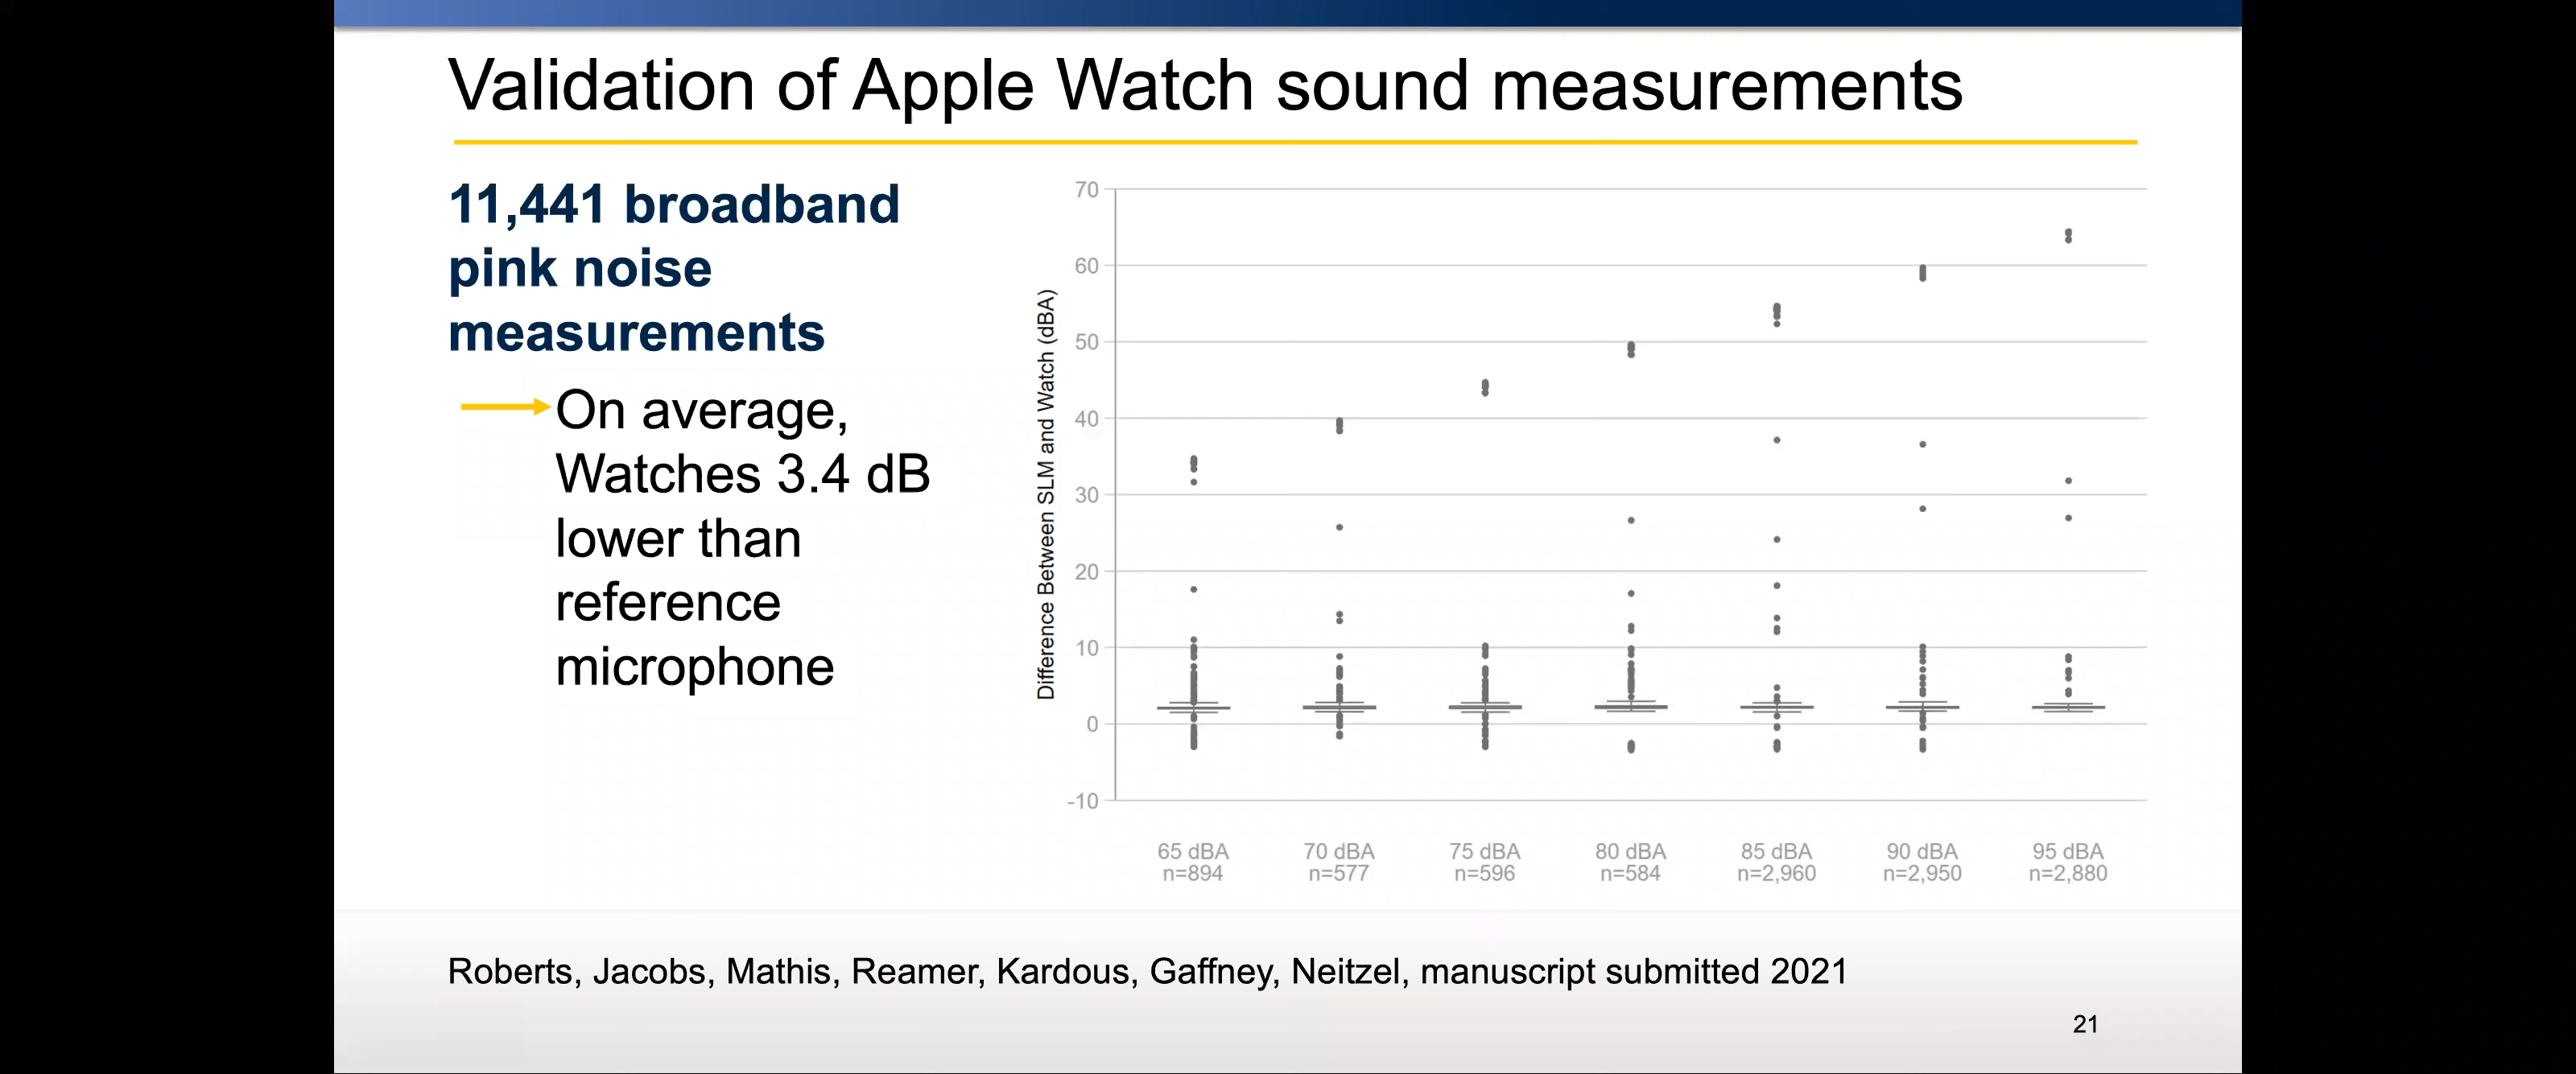 Validation of Apple Watch sound measurements
11,441 broadband
pink noise
measurements
On average,
Watches 3.4 dB
lower than
reference
microphone
Difference Between SLM and Watch (dBA)
70
60
50
40
30
20
10
0
-10
65 dBA 70 dBA 75 dBA 80 dBA 85 dBA 90 dBA 95 dBA
n=894 n=577 n=596 n=584 n=2,960 n=2,950 n=2,880
Roberts, Jacobs, Mathis, Reamer, Kardous, Gaffney, Neitzel, manuscript submitted 2021
21